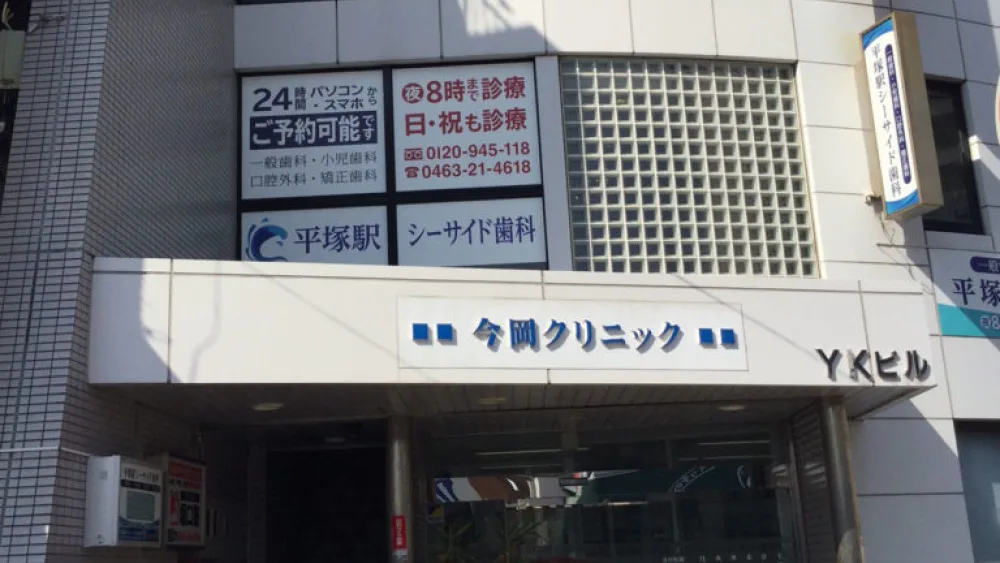 24時間パソコン・スマホから
ご予約可能です
一般歯科・小児歯科
口腔外科・矯正歯科
夜8時まで診療
日・祝も診療
0120-945-118
0463-21-4618
平塚駅
シーサイド歯科
平塚駅シーサイド歯科
平塚
今岡クリニック
YKビル